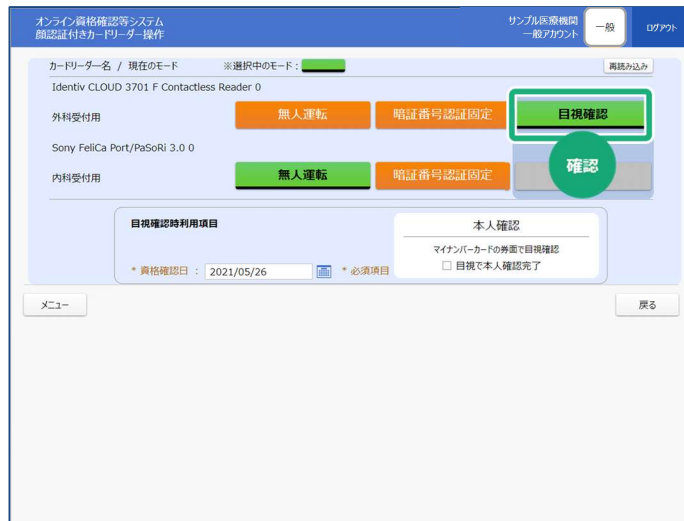 オンライン資格確認等システム
顔認証付きカードリーダー操作
サンプル医療機関
一般アカウント
一般
ログアウト
カードリーダー名 / 現在のモード ※選択中のモード:
再読み込み
Identiv CLOUD 3701 F Contactless Reader 0
外科受付用 無人運転 暗証番号認証固定 目視確認
Sony FeliCa Port/PaSoRi 3.0 0
確認
内科受付用 無人運転 暗証番号認証固定
目視確認時利用項目
本人確認
マイナンバーカードの券面で目視確認
* 資格確認日 : 2021/05/26 * 必須項目
□ 目視で本人確認完了
メニュー 戻る